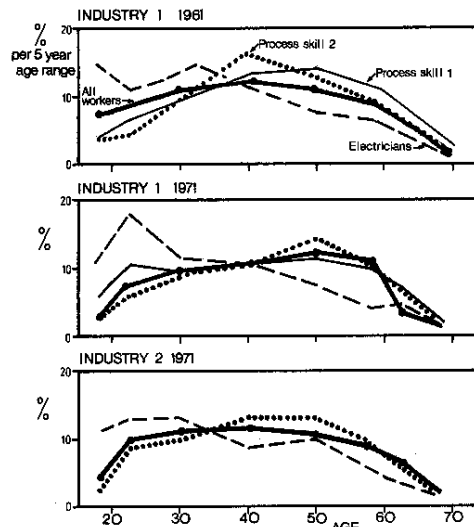 INDUSTRY 1 1961
%
per 5 year
age range
20
10
0
All
workers
Process skill 2
Process skill 1
Electricians
INDUSTRY 1 1971
%
20
10
0
INDUSTRY 2 1971
%
20
10
0
20 30 40 50 60 70
AGE